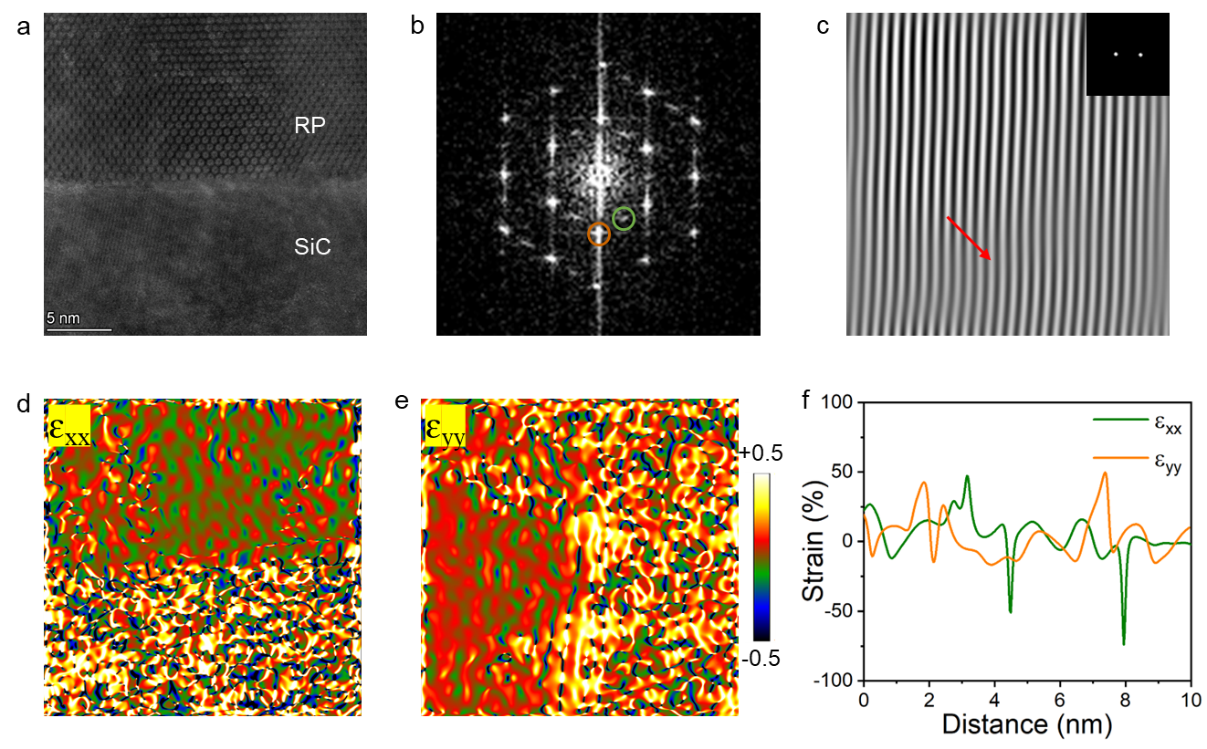 a
b
c
RP
SiC
5 nm
d
εxx
e
εyy
+0.5
-0.5
f
100
50
0
-50
-100
Strain (%)
εxx
εyy
0
2
4
6
8
10
Distance (nm)